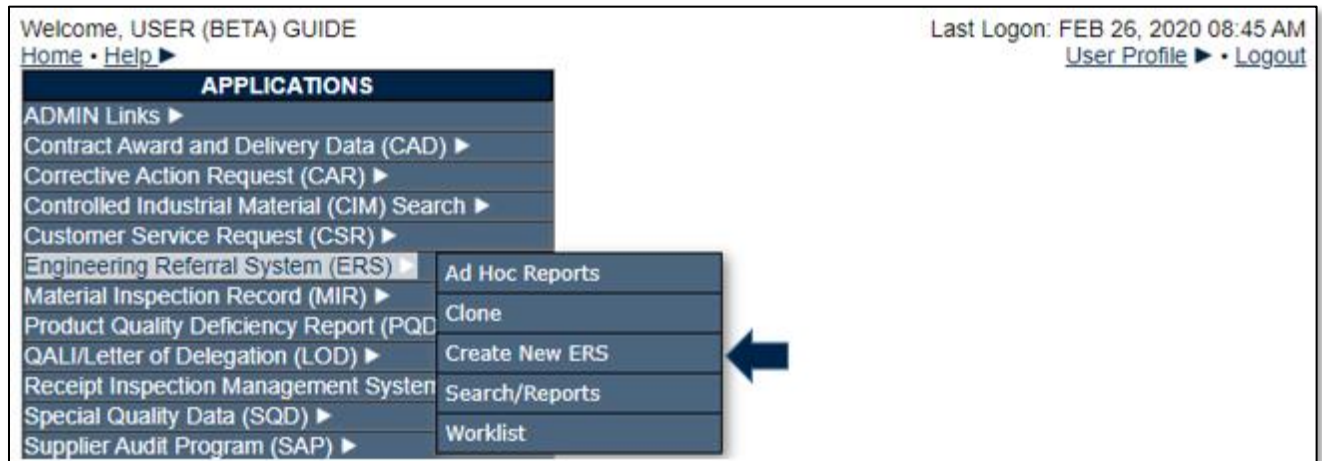 Welcome, USER (BETA) GUIDE
Last Logon: FEB 26, 2020 08:45 AM
Home • Help ►
User Profile ► • Logout
APPLICATIONS
ADMIN Links ►
Contract Award and Delivery Data (CAD) ►
Corrective Action Request (CAR) ►
Controlled Industrial Material (CIM) Search ►
Customer Service Request (CSR) ►
Engineering Referral System (ERS) ►
Material Inspection Record (MIR) ►
Product Quality Deficiency Report (PQD
QALI/Letter of Delegation (LOD) ►
Receipt Inspection Management System
Special Quality Data (SQD) ►
Supplier Audit Program (SAP) ►
Ad Hoc Reports
Clone
Create New ERS
Search/Reports
Worklist